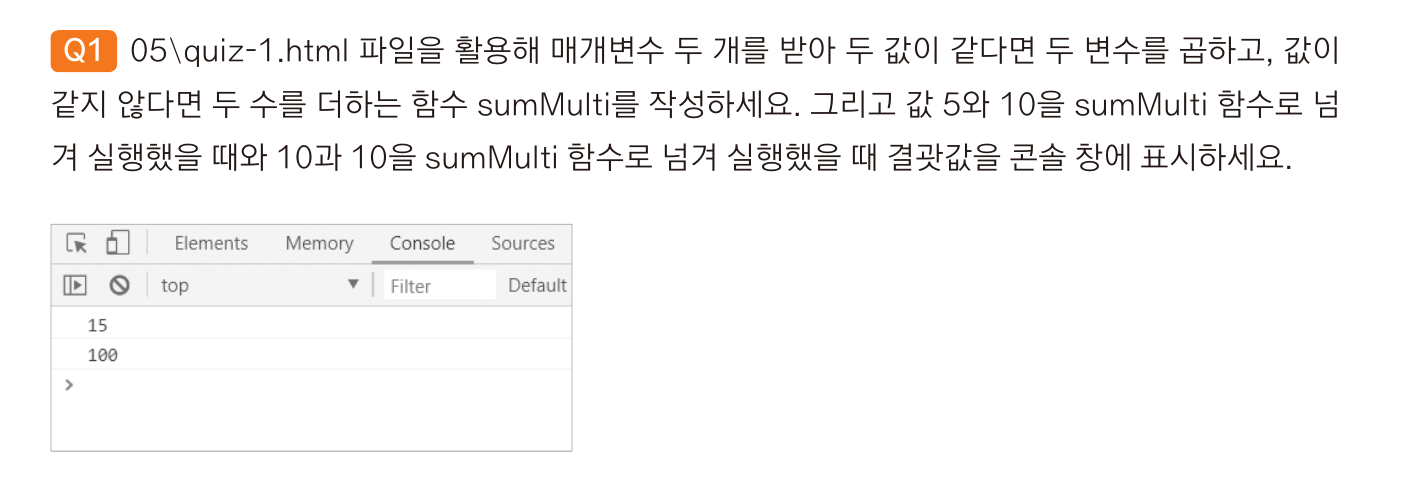 Q1 05\quiz-1.html 파일을 활용해 매개변수 두 개를 받아 두 값이 같다면 두 변수를 곱하고, 값이
같지 않다면 두 수를 더하는 함수 sumMulti를 작성하세요. 그리고 값 5와 10을 sumMulti 함수로 넘
겨 실행했을 때와 10과 10을 sumMulti 함수로 넘겨 실행했을 때 결괏값을 콘솔 창에 표시하세요.
Elements Memory Console Sources
top ▼ Filter Default
15
100
>